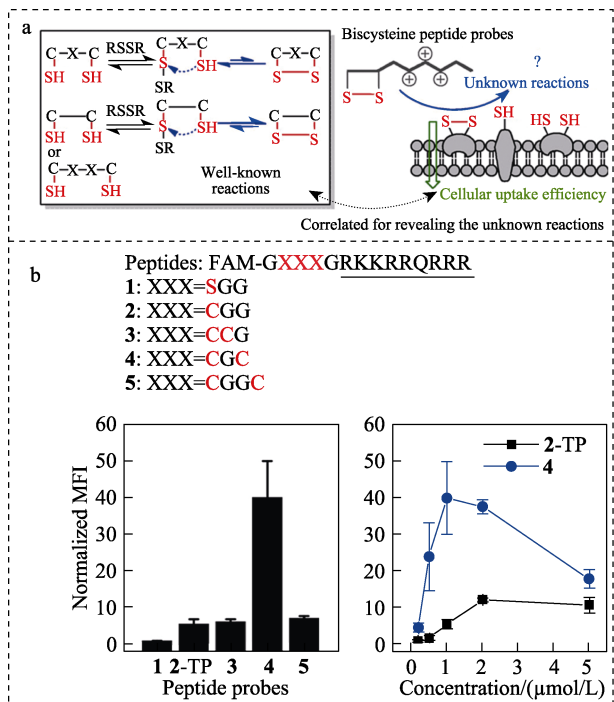 a
C-X-C RSSR C-X-C C-X-C
SH SH S SH S S
SR
C C RSSR C C C C
SH SH S SH S S
or SR
C-X-X-C
SH SH
Well-known
reactions
Biscysteine peptide probes
+ + +
?
Unknown reactions
S-S
SH
S-S
HS SH
Cellular uptake efficiency
Correlated for revealing the unknown reactions
b
Peptides: FAM-GXXXGRKKRRQRRR
1: XXX=SGG
2: XXX=CGG
3: XXX=CCG
4: XXX=CGC
5: XXX=CGGC
Normalized MFI
60
50
40
30
20
10
0
1 2-TP 3 4 5
Peptide probes
60
50
40
30
20
10
0
2-TP
4
0 1 2 3 4 5
Concentration/(μmol/L)